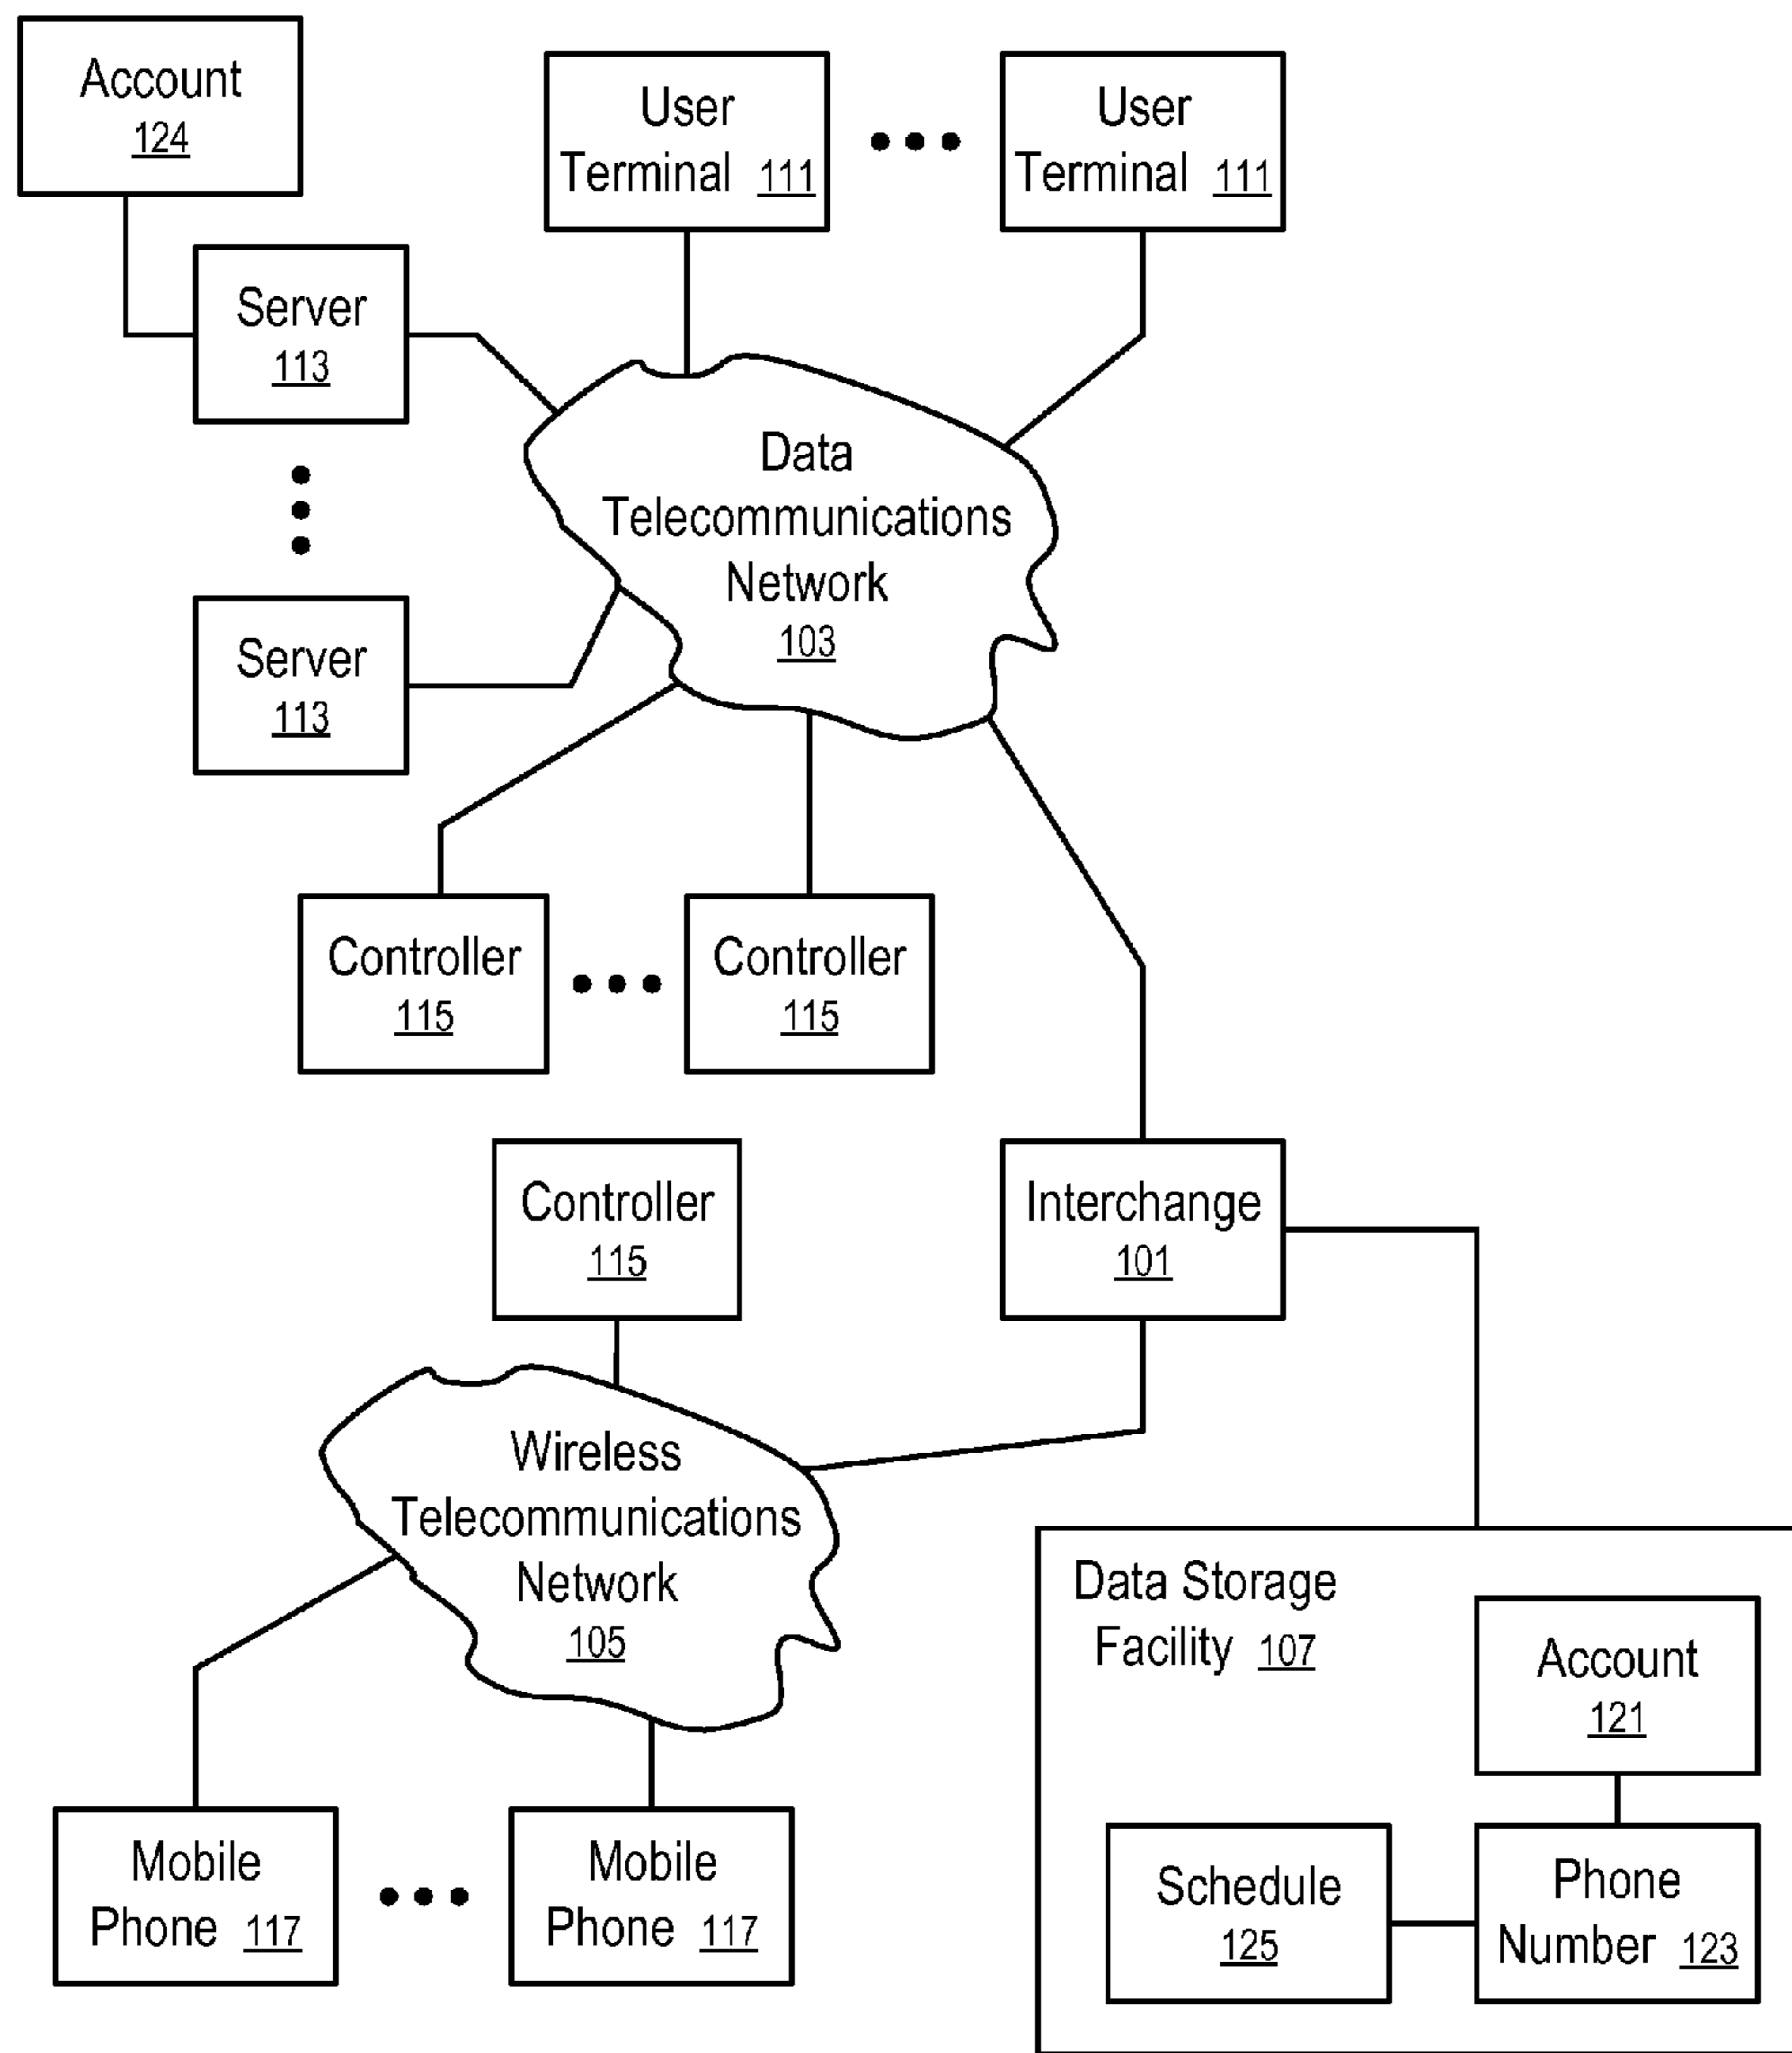 Account
124
User
Terminal 111
User
Terminal 111
Server
113
Data
Telecommunications
Network
103
Server
113
Controller
115
Controller
115
Controller
115
Interchange
101
Wireless
Telecommunications
Network
105
Data Storage
Facility 107
Account
121
Mobile
Phone 117
Mobile
Phone 117
Schedule
125
Phone
Number 123